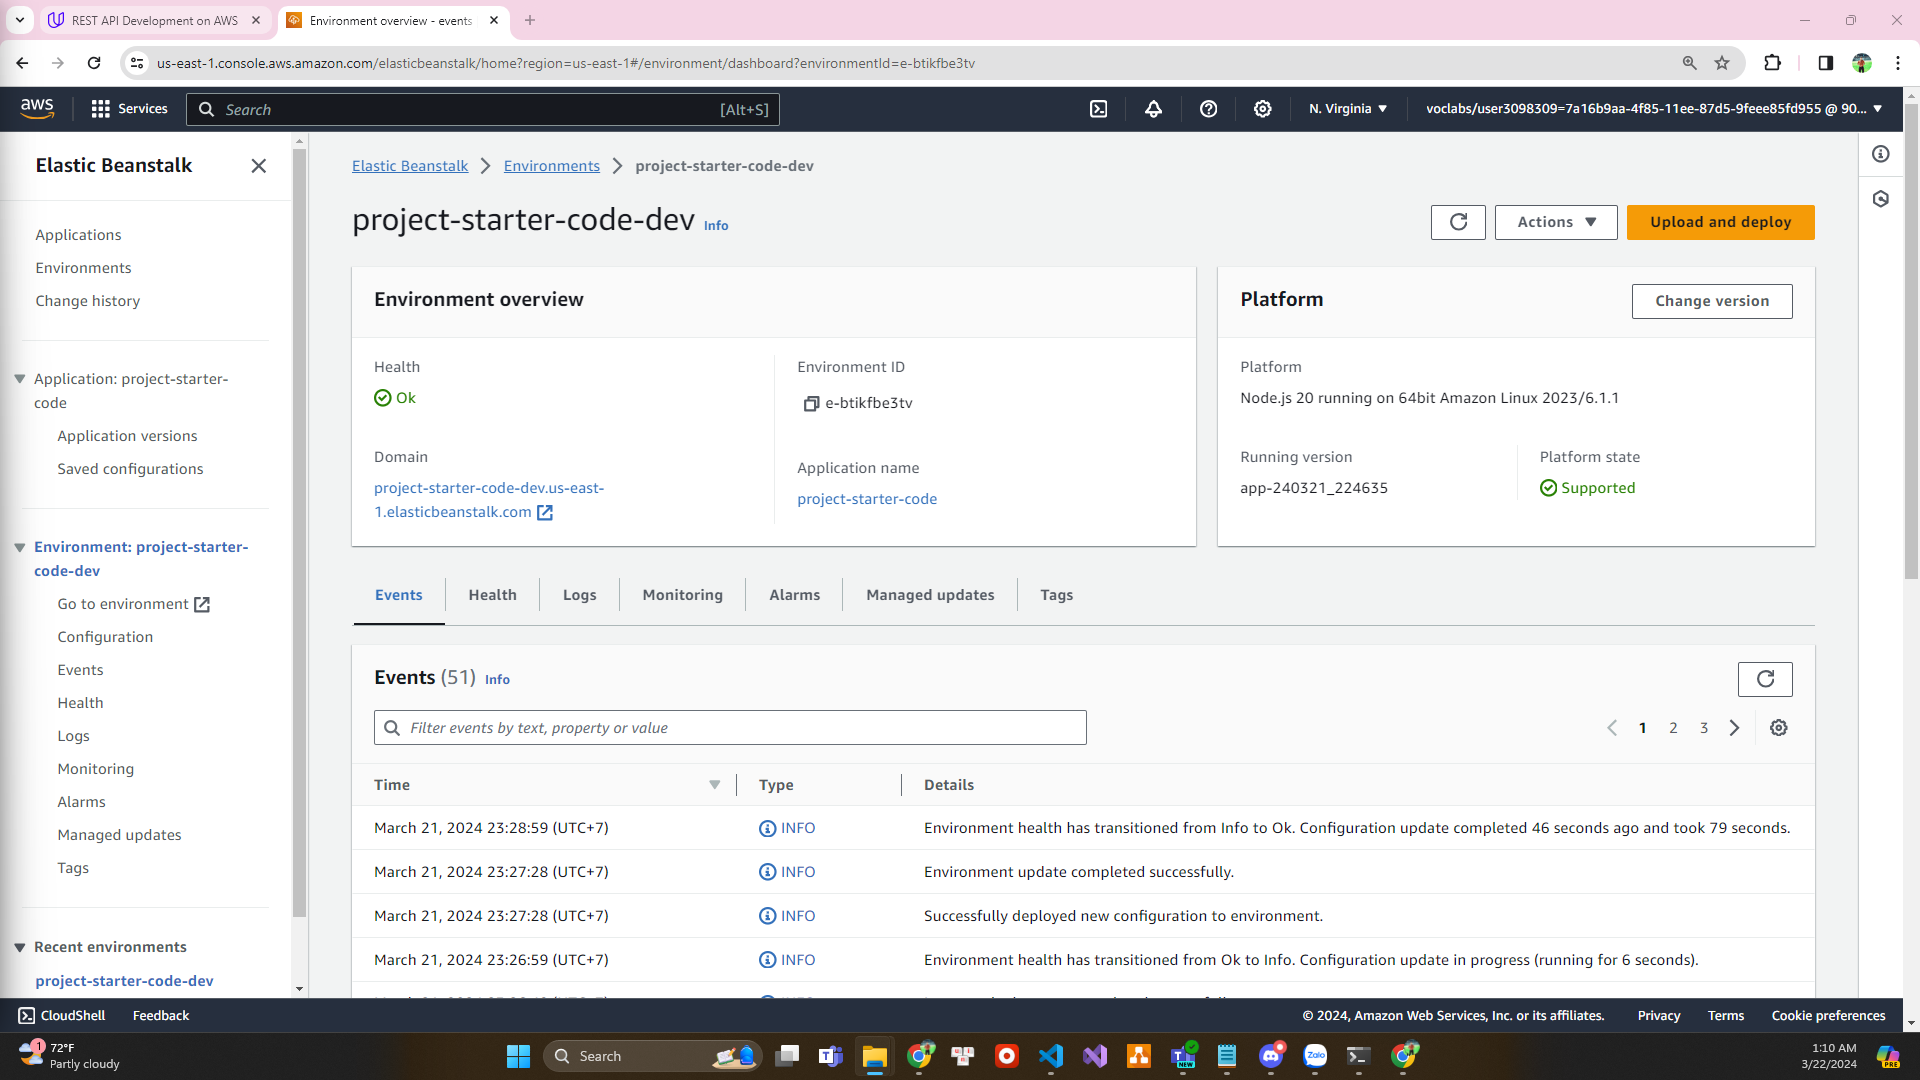 REST API Development on AWS
Environment overview - events
us-east-1.console.aws.amazon.com/elasticbeanstalk/home?region=us-east-1#/environment/dashboard?environmentId=e-btikfbe3tv
aws
Services
Search
[Alt+S]
N. Virginia
voclabs/user3098309=7a16b9aa-4f85-11ee-87d5-9feee85fd955 @ 90...
Elastic Beanstalk
Applications
Environments
Change history
Application: project-starter-
code
Application versions
Saved configurations
Environment: project-starter-
code-dev
Go to environment
Configuration
Events
Health
Logs
Monitoring
Alarms
Managed updates
Tags
Recent environments
project-starter-code-dev
Elastic Beanstalk
Environments
project-starter-code-dev
project-starter-code-dev Info
Actions
Upload and deploy
Environment overview
Health
Ok
Domain
project-starter-code-dev.us-east-
1.elasticbeanstalk.com
Environment ID
e-btikfbe3tv
Application name
project-starter-code
Platform
Change version
Platform
Node.js 20 running on 64bit Amazon Linux 2023/6.1.1
Running version
app-240321_224635
Platform state
Supported
Events
Health
Logs
Monitoring
Alarms
Managed updates
Tags
Events (51) Info
Filter events by text, property or value
1 2 3
Time Type Details
March 21, 2024 23:28:59 (UTC+7) INFO Environment health has transitioned from Info to Ok. Configuration update completed 46 seconds ago and took 79 seconds.
March 21, 2024 23:27:28 (UTC+7) INFO Environment update completed successfully.
March 21, 2024 23:27:28 (UTC+7) INFO Successfully deployed new configuration to environment.
March 21, 2024 23:26:59 (UTC+7) INFO Environment health has transitioned from Ok to Info. Configuration update in progress (running for 6 seconds).
CloudShell
Feedback
© 2024, Amazon Web Services, Inc. or its affiliates.
Privacy
Terms
Cookie preferences
1
72°F
Partly cloudy
Search
NEW
Zalo
1:10 AM
3/22/2024
PRE